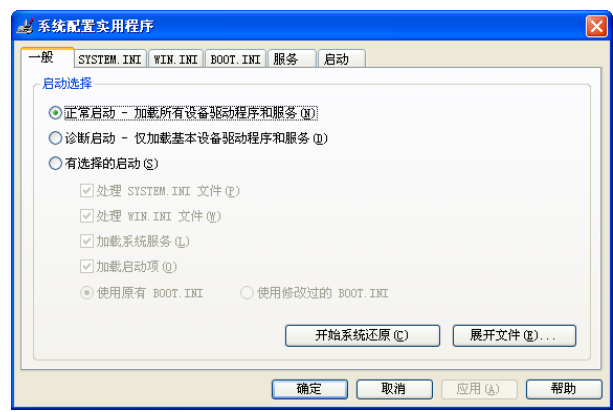 系统配置实用程序
一般 SYSTEM.INI WIN.INI BOOT.INI 服务 启动
启动选择
正常启动 - 加载所有设备驱动程序和服务(N)
诊断启动 - 仅加载基本设备驱动程序和服务(D)
有选择的启动(S)
处理 SYSTEM.INI 文件(P)
处理 WIN.INI 文件(W)
加载系统服务(L)
加载启动项(O)
使用原有 BOOT.INI 使用修改过的 BOOT.INI
开始系统还原(C) 展开文件(E)...
确定 取消 应用(A) 帮助